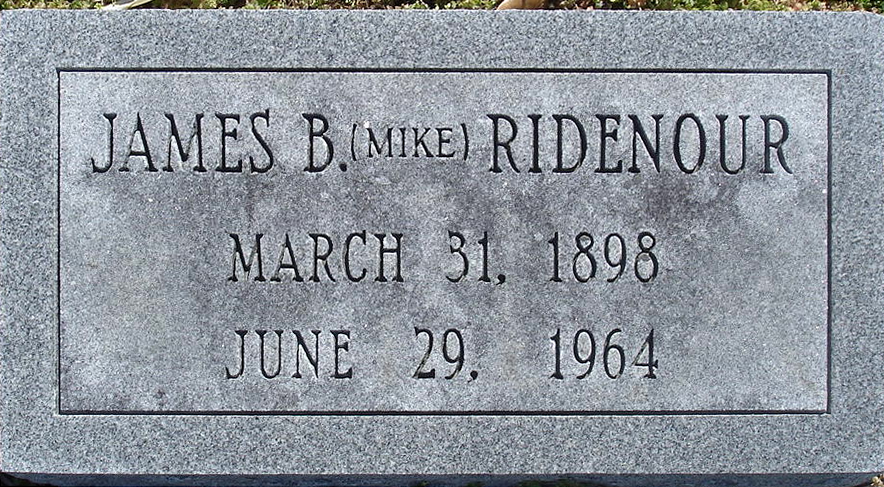 JAMES B. (MIKE) RIDENOUR
MARCH 31, 1898
JUNE 29, 1964